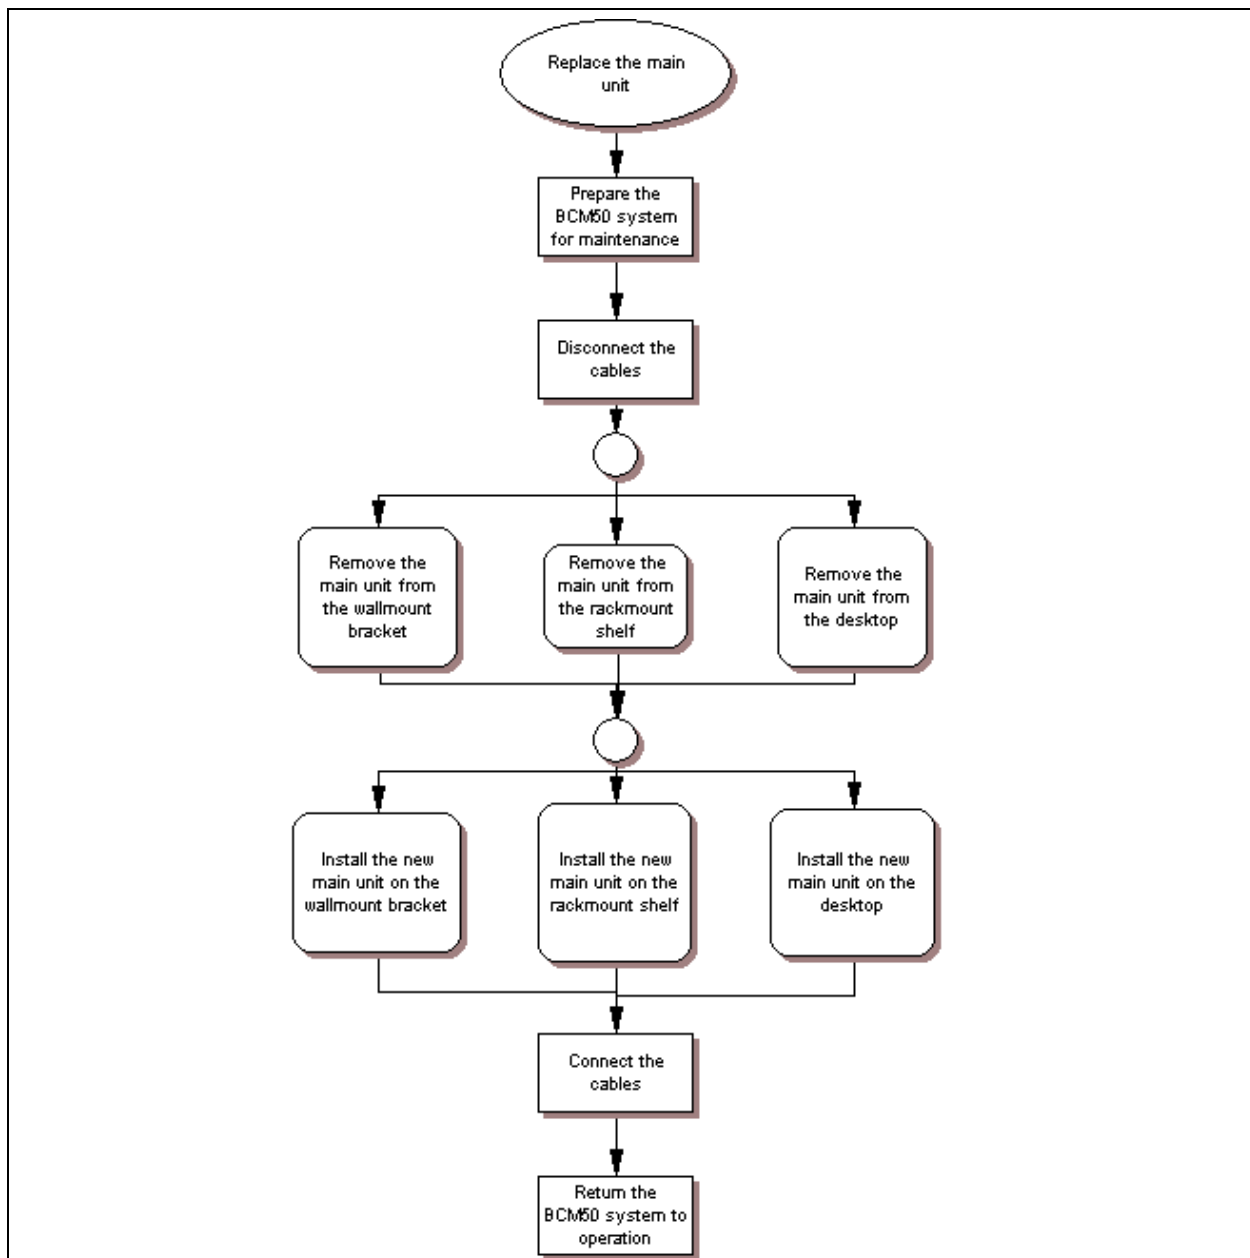 Replace the main
unit
Prepare the
BCM50 system
for maintenance
Disconnect the
cables
Remove the
main unit from
the wallmount
bracket
Remove the
main unit from
the rackmount
shelf
Remove the
main unit from
the desktop
Install the new
main unit on the
wallmount bracket
Install the new
main unit on the
rackmount shelf
Install the new
main unit on the
desktop
Connect the
cables
Return the
BCM50 system to
operation